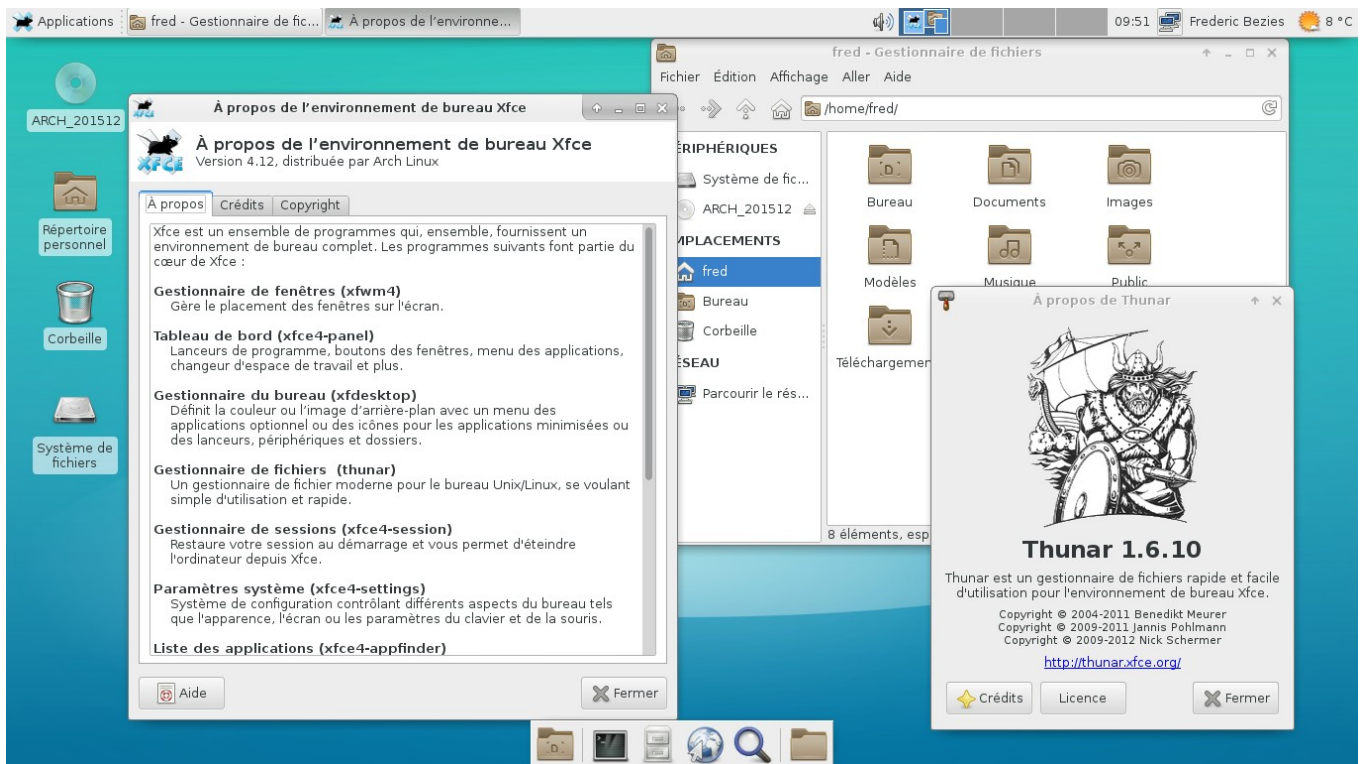 Applications
fred - Gestionnaire de fic...
À propos de l’environne...
09:51
Frederic Bezies
8 °C
ARCH_201512
Répertoire
personnel
Corbeille
Système de
fichiers
À propos de l’environnement de bureau Xfce
XFCE
À propos de l’environnement de bureau Xfce
Version 4.12, distribuée par Arch Linux
À propos
Crédits
Copyright
Xfce est un ensemble de programmes qui, ensemble, fournissent un
environnement de bureau complet. Les programmes suivants font partie du
cœur de Xfce :
Gestionnaire de fenêtres (xfwm4)
Gère le placement des fenêtres sur l'écran.
Tableau de bord (xfce4-panel)
Lanceurs de programme, boutons des fenêtres, menu des applications,
changeur d'espace de travail et plus.
Gestionnaire du bureau (xfdesktop)
Définit la couleur ou l’image d’arrière-plan avec un menu des
applications optionnel ou des icônes pour les applications minimisées ou
des lanceurs, périphériques et dossiers.
Gestionnaire de fichiers (thunar)
Un gestionnaire de fichier moderne pour le bureau Unix/Linux, se voulant
simple d'utilisation et rapide.
Gestionnaire de sessions (xfce4-session)
Restaure votre session au démarrage et vous permet d'éteindre
l'ordinateur depuis Xfce.
Paramètres système (xfce4-settings)
Système de configuration contrôlant différents aspects du bureau tels
que l'apparence, l'écran ou les paramètres du clavier et de la souris.
Liste des applications (xfce4-appfinder)
Aide
Fermer
fred - Gestionnaire de fichiers
Fichier Édition Affichage Aller Aide
/home/fred/
ÉRIPHÉRIQUES
Système de fic...
ARCH_201512
MPLACEMENTS
fred
Bureau
Corbeille
ÉSEAU
Parcourir le rés...
Bureau
Documents
Images
Modèles
Musique
Public
Téléchargemen
8 éléments, esp
À propos de Thunar
Thunar 1.6.10
Thunar est un gestionnaire de fichiers rapide et facile
d'utilisation pour l'environnement de bureau Xfce.
Copyright © 2004-2011 Benedikt Meurer
Copyright © 2009-2011 Jannis Pohlmann
Copyright © 2009-2012 Nick Schermer
http://thunar.xfce.org/
Crédits
Licence
Fermer